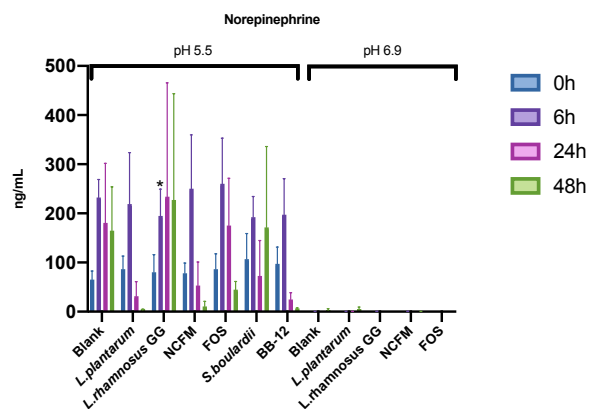 Norepinephrine
pH 5.5
pH 6.9
500
400
300
200
100
0
ng/mL
*
0h
6h
24h
48h
Blank
L.plantarum
L.rhamnosus GG
NCFM
FOS
S.boulardii
BB-12
Blank
L.plantarum
L.rhamnosus GG
NCFM
FOS